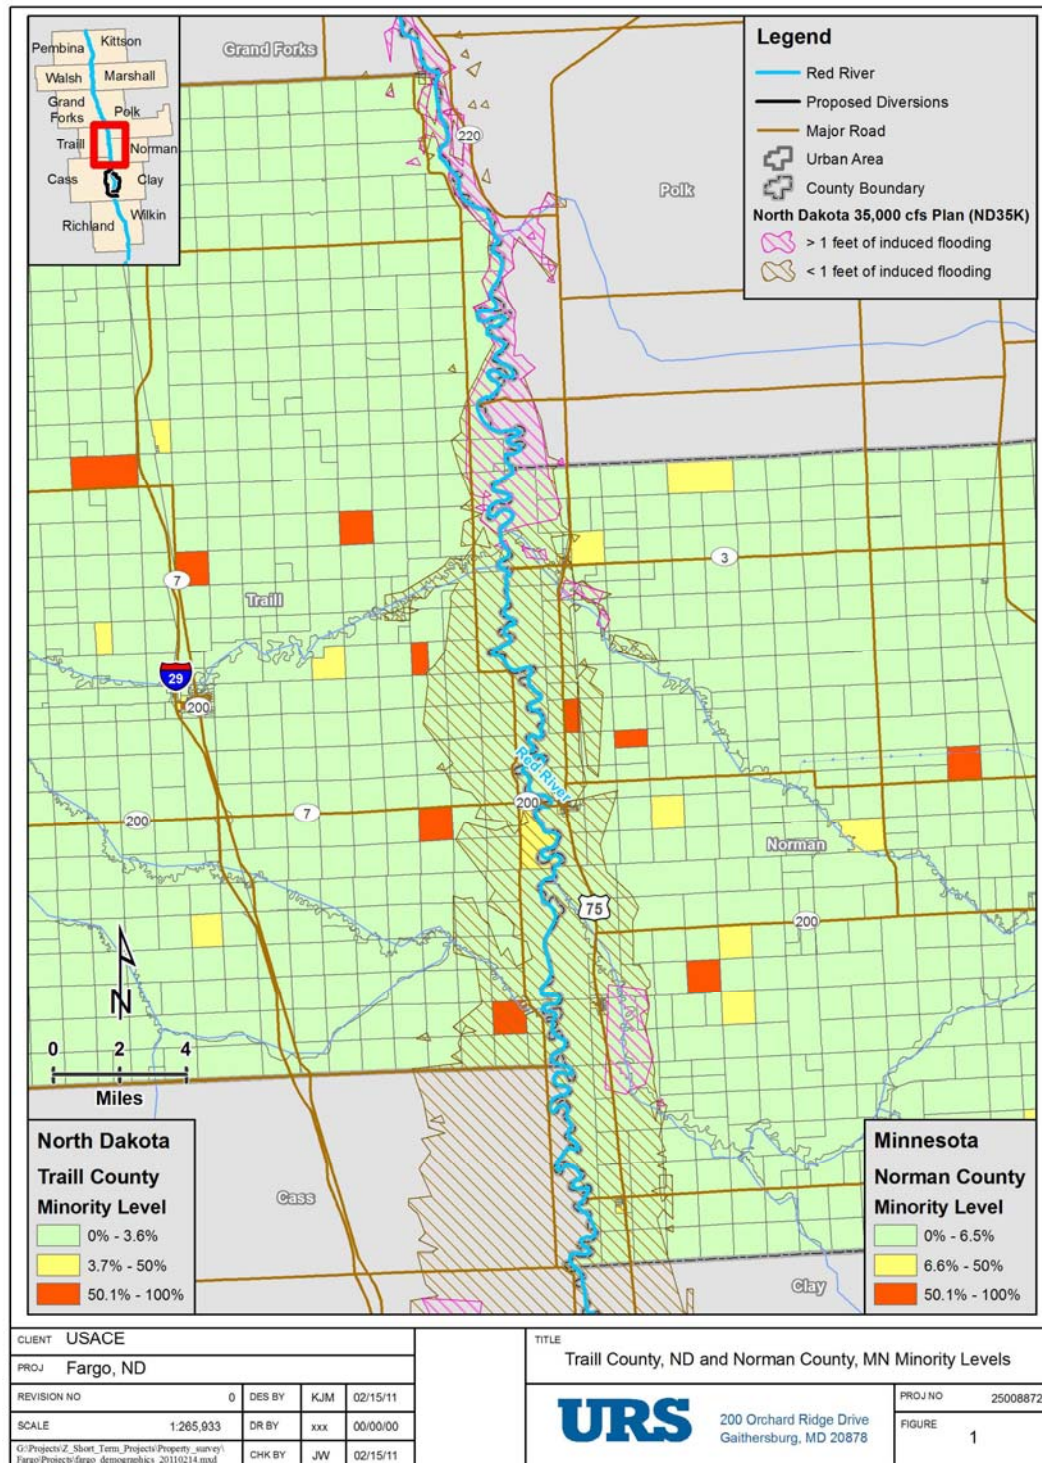 Pembina
Kittson
Walsh
Marshall
Grand
Forks
Polk
Traill
Norman
Cass
Clay
Wilkin
Richland
Grand Forks
220
Polk
Legend
Red River
Proposed Diversions
Major Road
Urban Area
County Boundary
North Dakota 35,000 cfs Plan (ND35K)
> 1 feet of induced flooding
< 1 feet of induced flooding
3
7
Traill
29
200
Red River
200
200
7
Norman
75
200
N
0 2 4
Miles
Cass
Clay
North Dakota
Traill County
Minority Level
0% - 3.6%
3.7% - 50%
50.1% - 100%
Minnesota
Norman County
Minority Level
0% - 6.5%
6.6% - 50%
50.1% - 100%
CLIENT USACE
PROJ Fargo, ND
REVISION NO 0 DES BY KJM 02/15/11
SCALE 1:265,933 DR BY xxx 00/00/00
G:\Projects\Z_Short_Term_Projects\Property_survey\
Fargo\Projects\fargo_demographics_20110214.mxd
CHK BY JW 02/15/11
TITLE
Traill County, ND and Norman County, MN Minority Levels
URS
200 Orchard Ridge Drive
Gaithersburg, MD 20878
PROJ NO 25008872
FIGURE
1